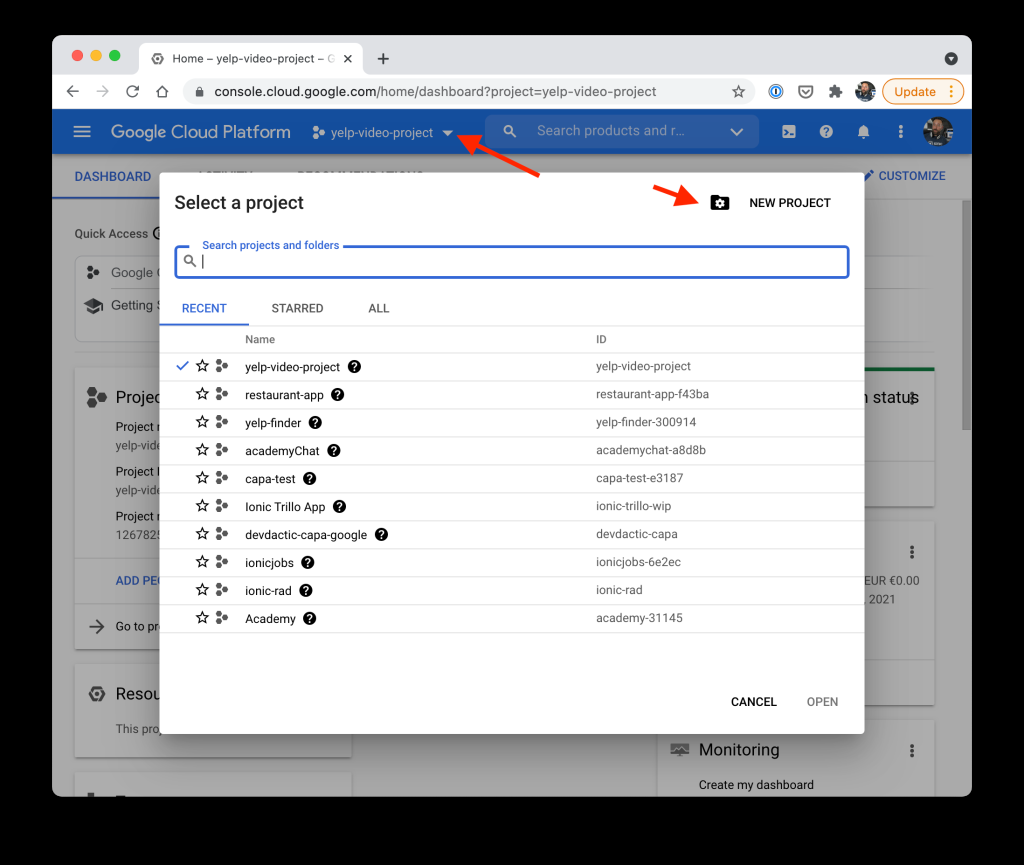 Home – yelp-video-project – G
console.cloud.google.com/home/dashboard?project=yelp-video-project
Update
Google Cloud Platform
yelp-video-project
Search products and r...
DASHBOARD
CUSTOMIZE
Select a project
NEW PROJECT
Quick Access
Search projects and folders
Google
Getting
RECENT STARRED ALL
Name ID
yelp-video-project yelp-video-project
restaurant-app restaurant-app-f43ba
yelp-finder yelp-finder-300914
academyChat academychat-a8d8b
capa-test capa-test-e3187
Ionic Trillo App ionic-trillo-wip
devdactic-capa-google devdactic-capa
ionicjobs ionicjobs-6e2ec
ionic-rad ionic-rad
Academy academy-31145
CANCEL OPEN
Projec
Project
yelp-vide
Project
yelp-vide
Project
1267825
ADD PE
Go to pr
Resou
This proj
status
EUR €0.00
, 2021
Monitoring
Create my dashboard